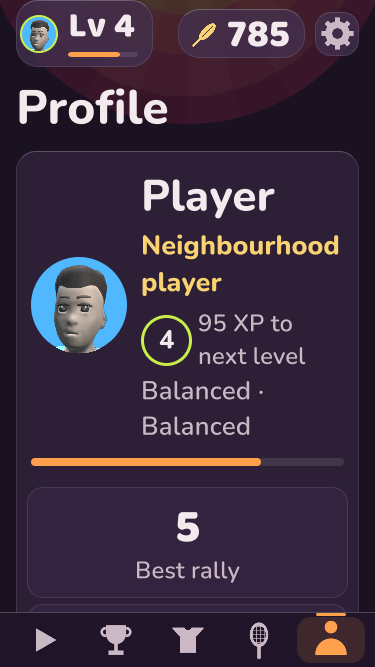 Lv 4
785
Profile
Player
Neighbourhood
player
4
95 XP to
next level
Balanced ·
Balanced
5
Best rally